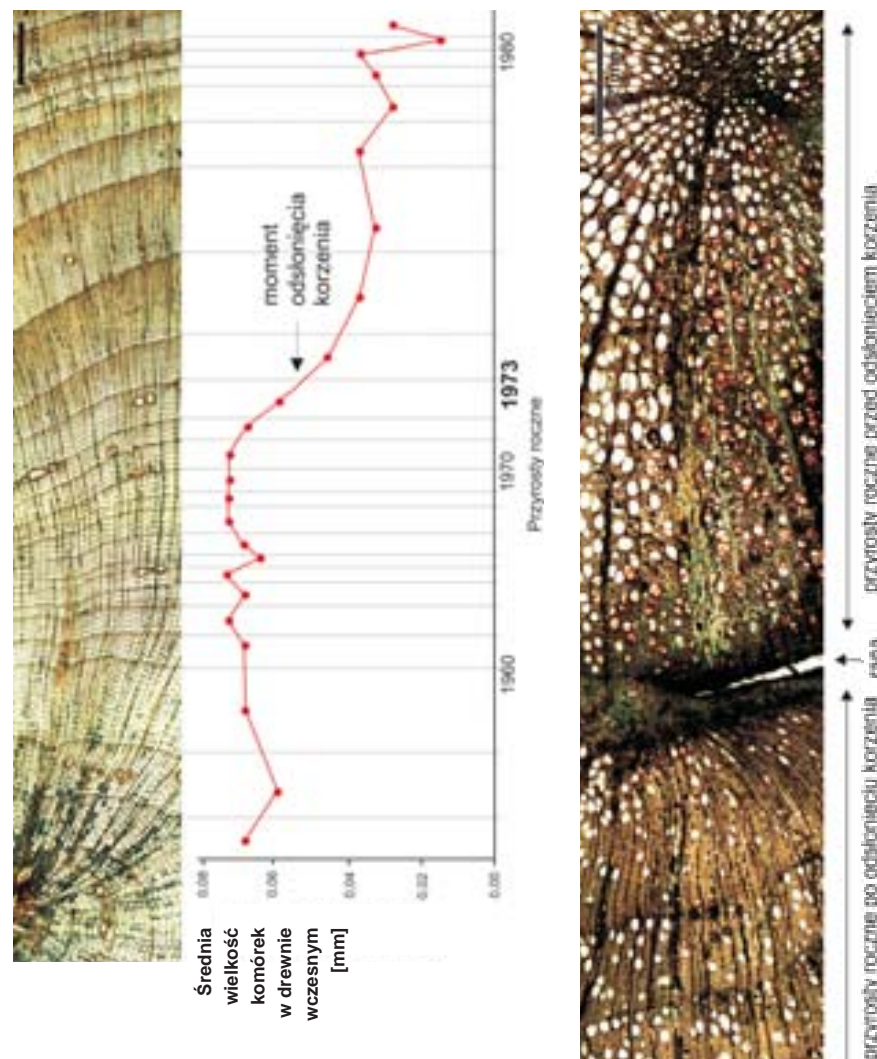 Średnia
wielkość
komórek
w drewnie
wczesnym
[mm]
0.08
0.06
0.04
0.02
0.00
1960
1970
1973
1980
Przyrosty roczne
moment
odsłonięcia
korzenia
przyrosty roczne po odsłonięciu korzenia
przyrosty roczne przed odsłonięciem korzenia